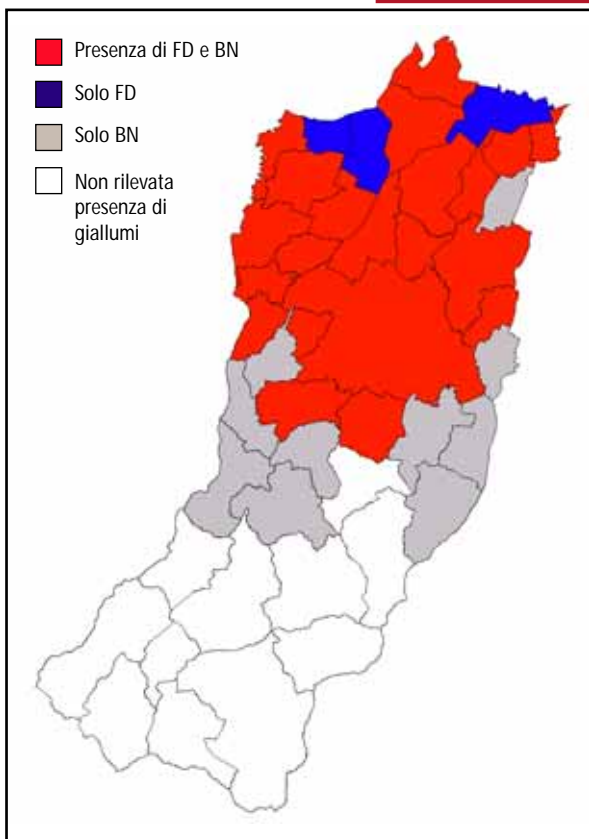 Presenza di FD e BN
Solo FD
Solo BN
Non rilevata
presenza di
giallumi